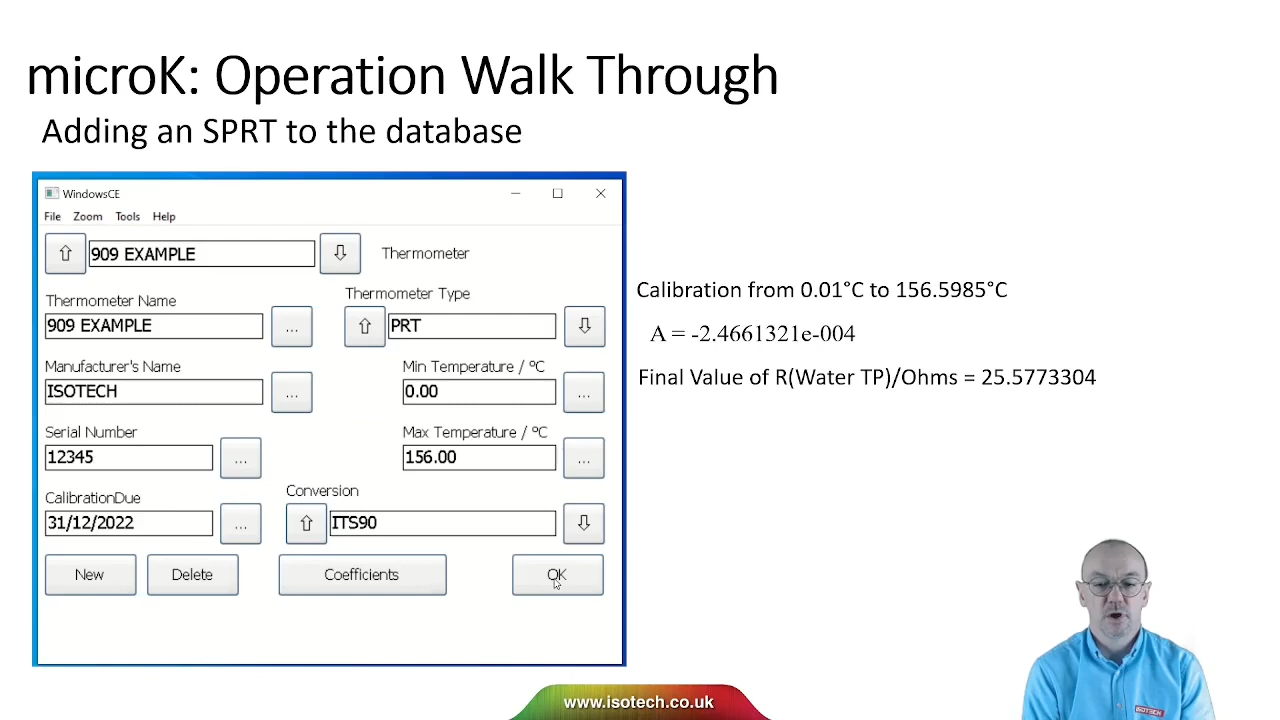 microK: Operation Walk Through
Adding an SPRT to the database
WindowsCE
File Zoom Tools Help
909 EXAMPLE
Thermometer
Thermometer Name
Thermometer Type
909 EXAMPLE
...
PRT
Manufacturer's Name
Min Temperature / ºC
ISOTECH
...
0.00
...
Serial Number
Max Temperature / ºC
12345
...
156.00
...
CalibrationDue
Conversion
31/12/2022
...
ITS90
New
Delete
Coefficients
OK
Calibration from 0.01°C to 156.5985°C
A = -2.4661321e-004
Final Value of R(Water TP)/Ohms = 25.5773304
ISOTECH
www.isotech.co.uk